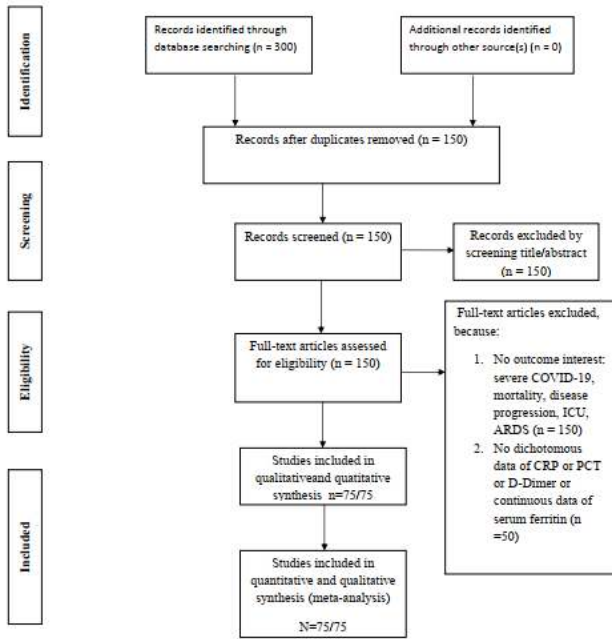 Identification
Records identified through
database searching (n = 300)
Additional records identified
through other source(s) (n = 0)
Records after duplicates removed (n = 150)
Screening
Records screened (n = 150)
Records excluded by
screening title/abstract
(n = 150)
Eligibility
Full-text articles assessed
for eligibility (n = 150)
Full-text articles excluded,
because:
1. No outcome interest:
severe COVID-19,
mortality, disease
progression, ICU,
ARDS (n = 150)
2. No dichotomous
data of CRP or PCT
or D-Dimer or
continuous data of
serum ferritin (n
=50)
Included
Studies included in
qualitativeand quatitative
synthesis n=75/75
Studies included in
quantitative and qualitative
synthesis (meta-analysis)
N=75/75